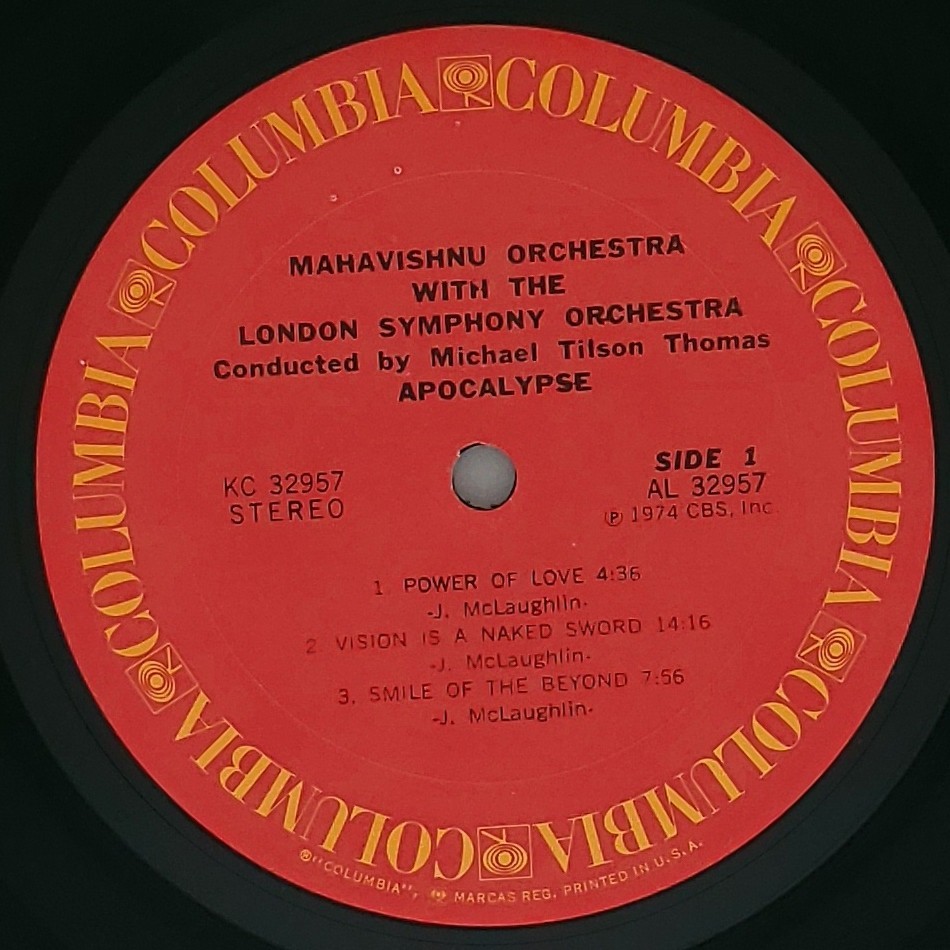 COLUMBIA COLUMBIA COLUMBIA COLUMBIA COLUMBIA COLUMBIA
MAHAVISHNU ORCHESTRA
WITH THE
LONDON SYMPHONY ORCHESTRA
Conducted by Michael Tilson Thomas
APOCALYPSE
KC 32957
STEREO
SIDE 1
AL 32957
Ⓟ 1974 CBS, Inc.
1. POWER OF LOVE 4:36
-J. McLaughlin-
2. VISION IS A NAKED SWORD 14:16
-J. McLaughlin-
3. SMILE OF THE BEYOND 7:56
-J. McLaughlin-
®"COLUMBIA", MARCAS REG. PRINTED IN U.S.A.